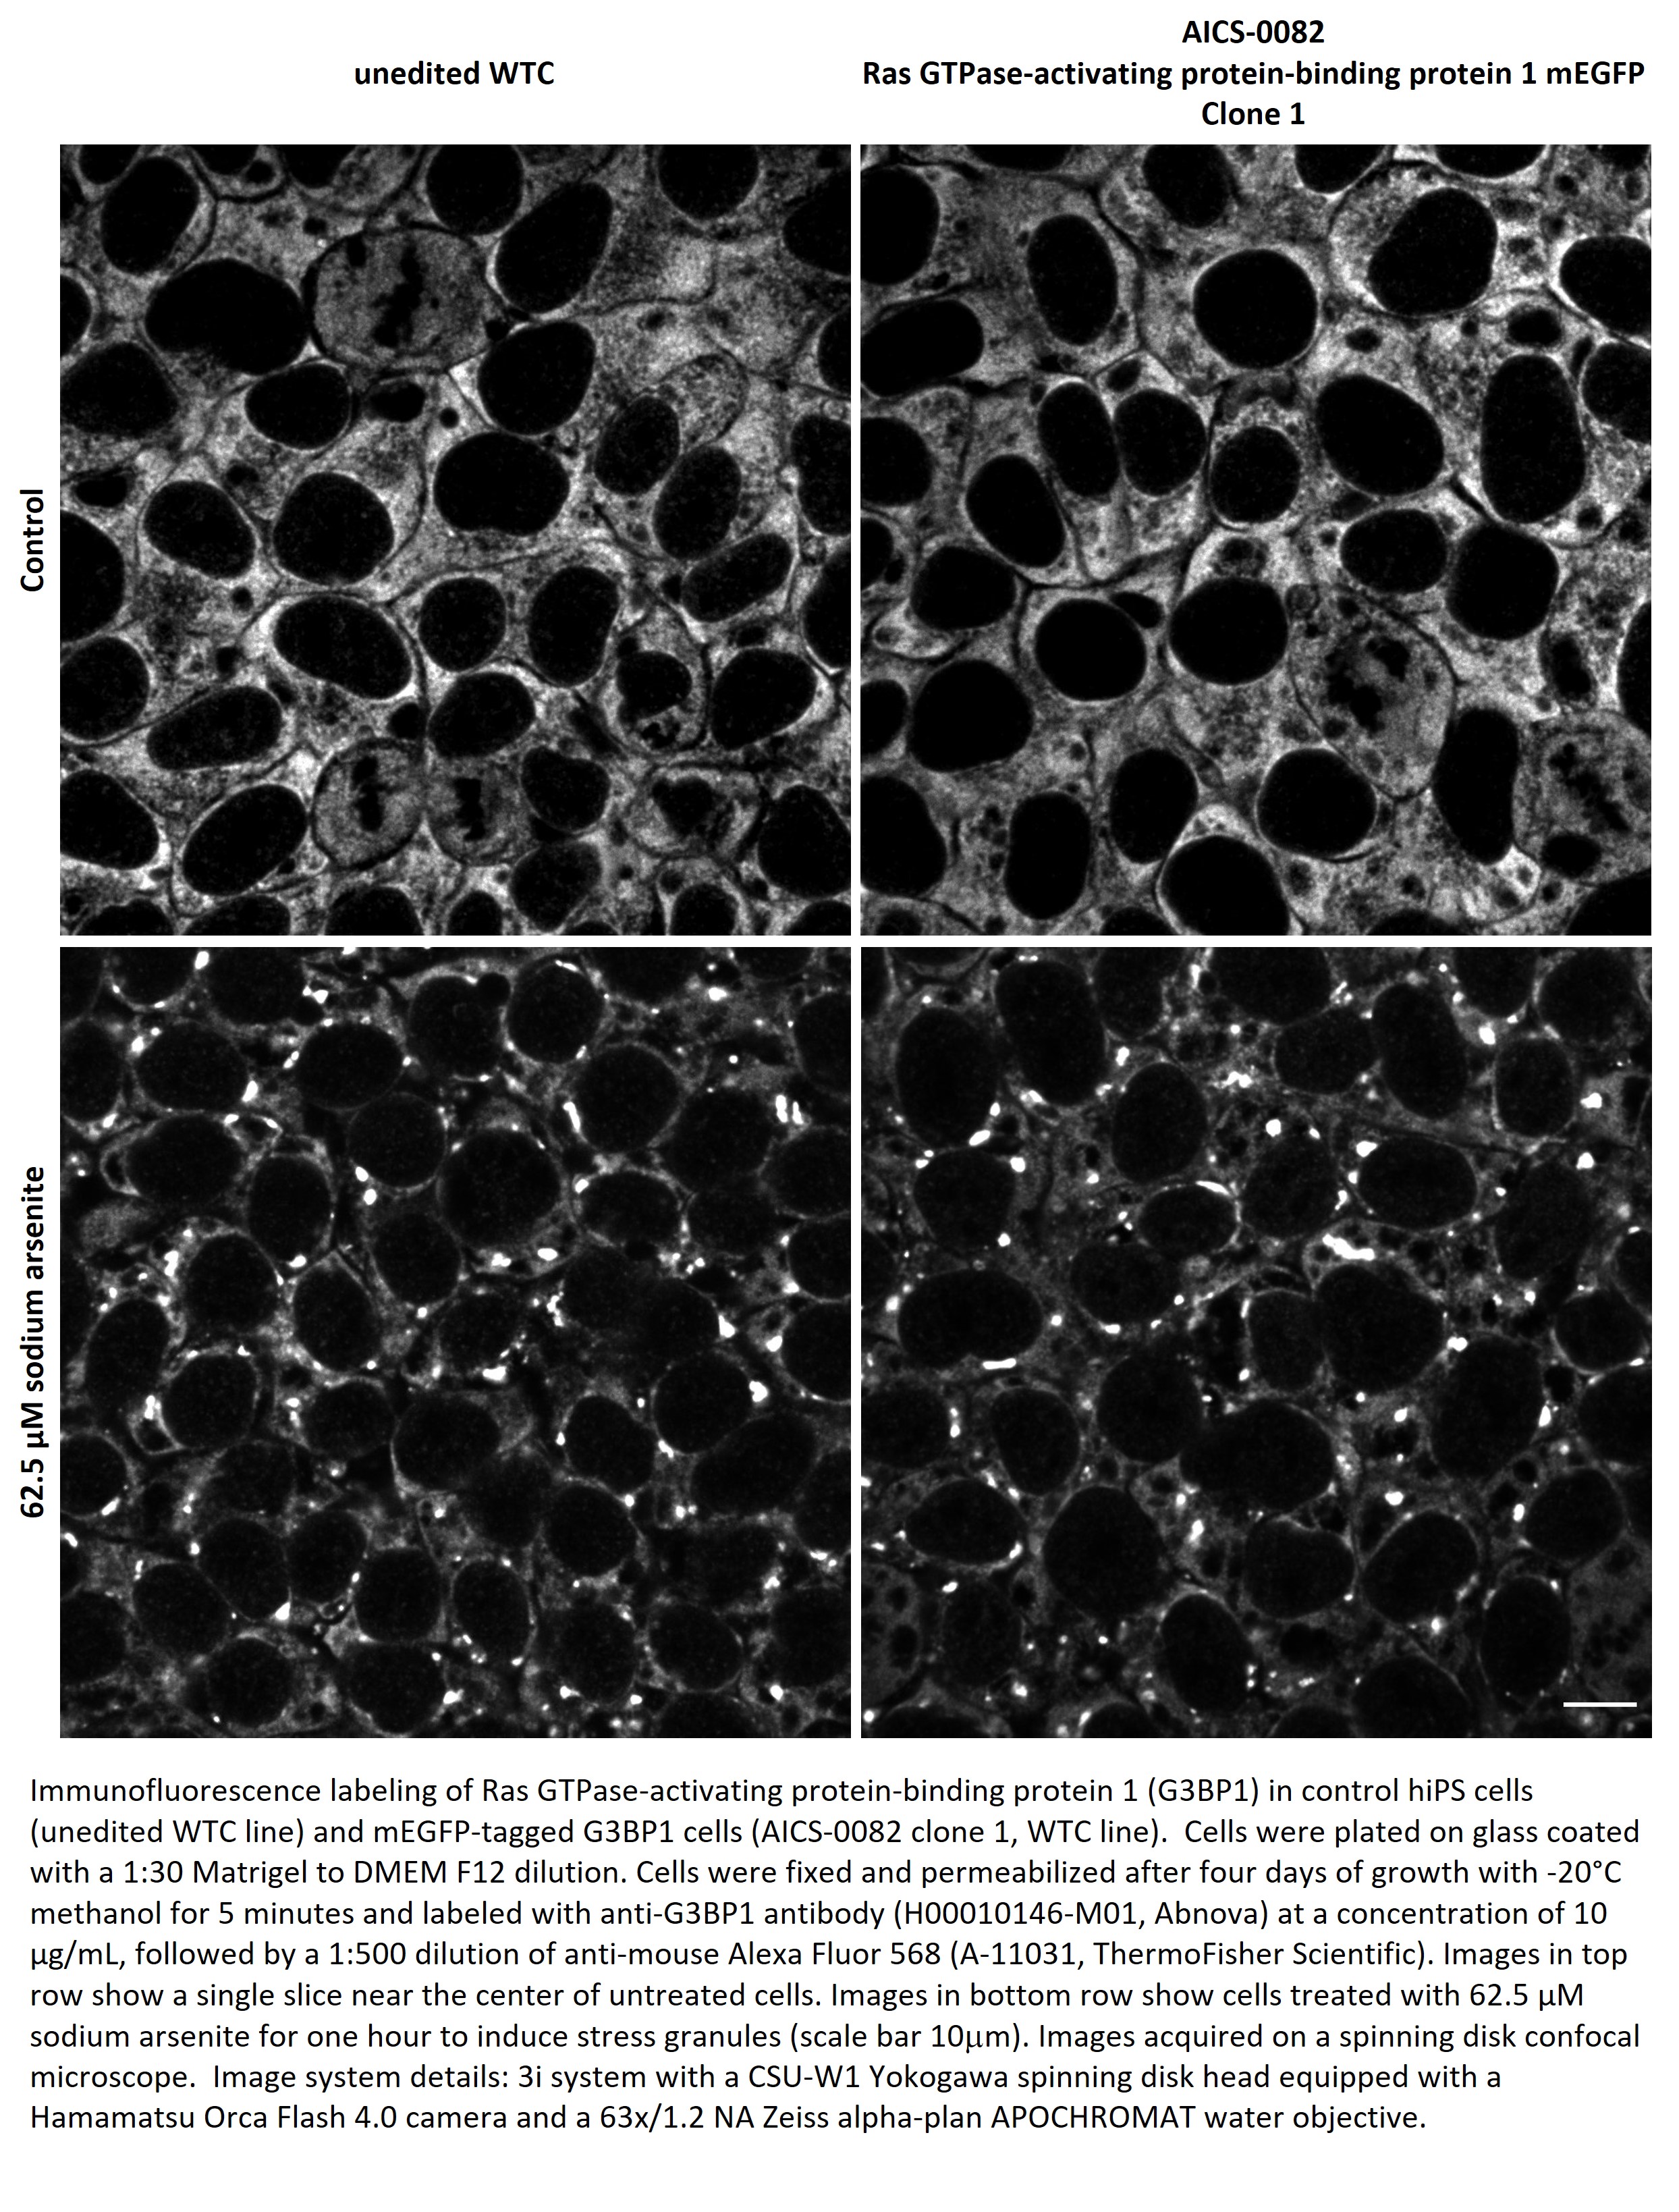 AICS-0082
unedited WTC
Ras GTPase-activating protein-binding protein 1 mEGFP
Clone 1
Control
62.5 µM sodium arsenite
Immunofluorescence labeling of Ras GTPase-activating protein-binding protein 1 (G3BP1) in control hiPS cells
(unedited WTC line) and mEGFP-tagged G3BP1 cells (AICS-0082 clone 1, WTC line).  Cells were plated on glass coated
with a 1:30 Matrigel to DMEM F12 dilution. Cells were fixed and permeabilized after four days of growth with -20°C
methanol for 5 minutes and labeled with anti-G3BP1 antibody (H00010146-M01, Abnova) at a concentration of 10
µg/mL, followed by a 1:500 dilution of anti-mouse Alexa Fluor 568 (A-11031, ThermoFisher Scientific). Images in top
row show a single slice near the center of untreated cells. Images in bottom row show cells treated with 62.5 µM
sodium arsenite for one hour to induce stress granules (scale bar 10µm). Images acquired on a spinning disk confocal
microscope.  Image system details: 3i system with a CSU-W1 Yokogawa spinning disk head equipped with a
Hamamatsu Orca Flash 4.0 camera and a 63x/1.2 NA Zeiss alpha-plan APOCHROMAT water objective.